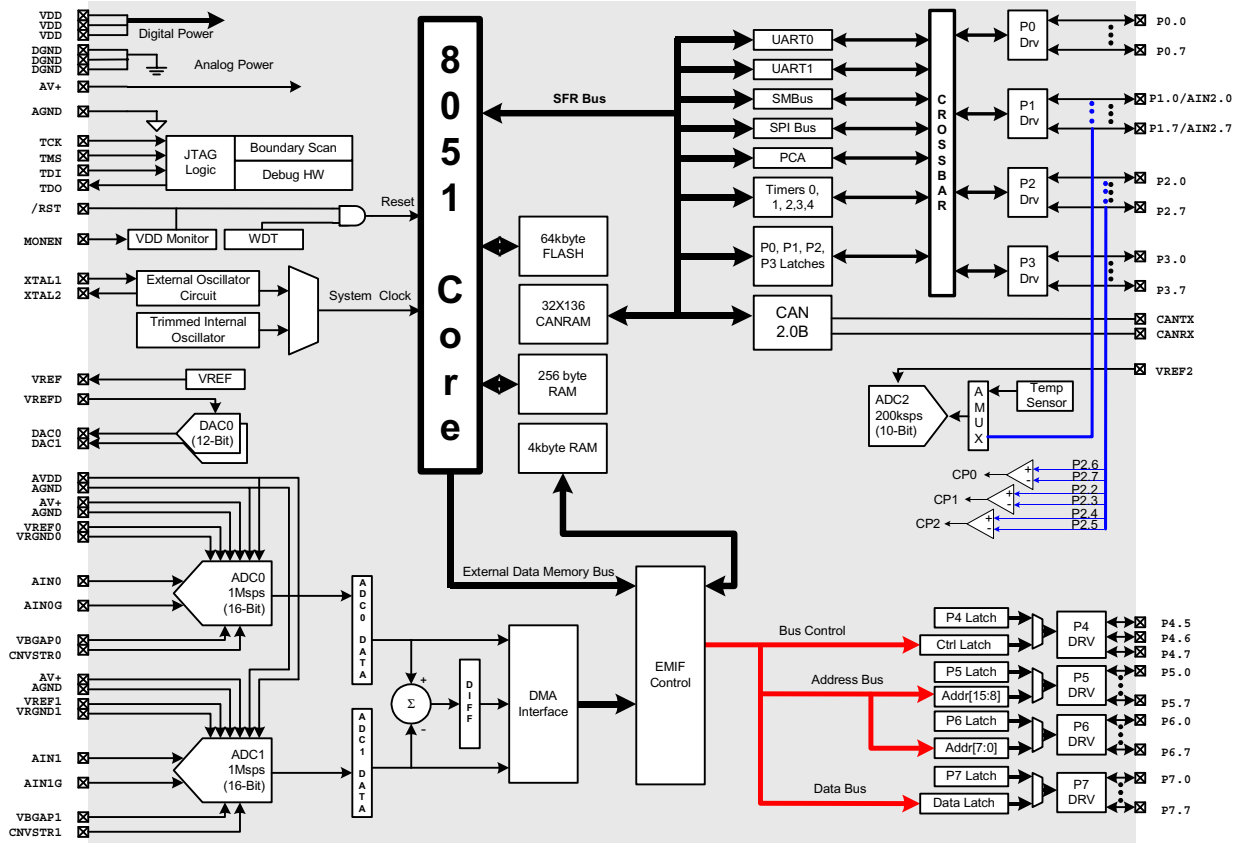 VDD
VDD
VDD
Digital Power
DGND
DGND
DGND
Analog Power
AV+
AGND
TCK
TMS
TDI
TDO
JTAG
Logic
Boundary Scan
Debug HW
/RST
Reset
MONEN
VDD Monitor
WDT
XTAL1
XTAL2
External Oscillator
Circuit
Trimmed Internal
Oscillator
System Clock
VREF
VREF
VREFD
DAC0
DAC1
DAC0
(12-Bit)
AVDD
AGND
AV+
AGND
VREF0
VRGND0
AIN0
AIN0G
VBGAP0
CNVSTR0
ADC0
1Msps
(16-Bit)
AV+
AGND
VREF1
VRGND1
AIN1
AIN1G
VBGAP1
CNVSTR1
ADC1
1Msps
(16-Bit)
ADC0 DATA
ADC1 DATA
+
Σ
-
DIFF
DMA
Interface
EMIF
Control
External Data Memory Bus
8051 Core
SFR Bus
64kbyte
FLASH
32X136
CANRAM
256 byte
RAM
4kbyte RAM
UART0
UART1
SMBus
SPI Bus
PCA
Timers 0,
1, 2,3,4
P0, P1, P2,
P3 Latches
CAN
2.0B
CROSSBAR
P0
Drv
P1
Drv
P2
Drv
P3
Drv
P0.0
P0.7
P1.0/AIN2.0
P1.7/AIN2.7
P2.0
P2.7
P3.0
P3.7
CANTX
CANRX
VREF2
ADC2
200ksps
(10-Bit)
AMUX
Temp
Sensor
CP0
+
-
P2.6
P2.7
CP1
+
-
P2.2
P2.3
CP2
+
-
P2.4
P2.5
Bus Control
Address Bus
Data Bus
P4 Latch
Ctrl Latch
P4
DRV
P4.5
P4.6
P4.7
P5 Latch
Addr[15:8]
P5
DRV
P5.0
P5.7
P6 Latch
Addr[7:0]
P6
DRV
P6.0
P6.7
P7 Latch
Data Latch
P7
DRV
P7.0
P7.7